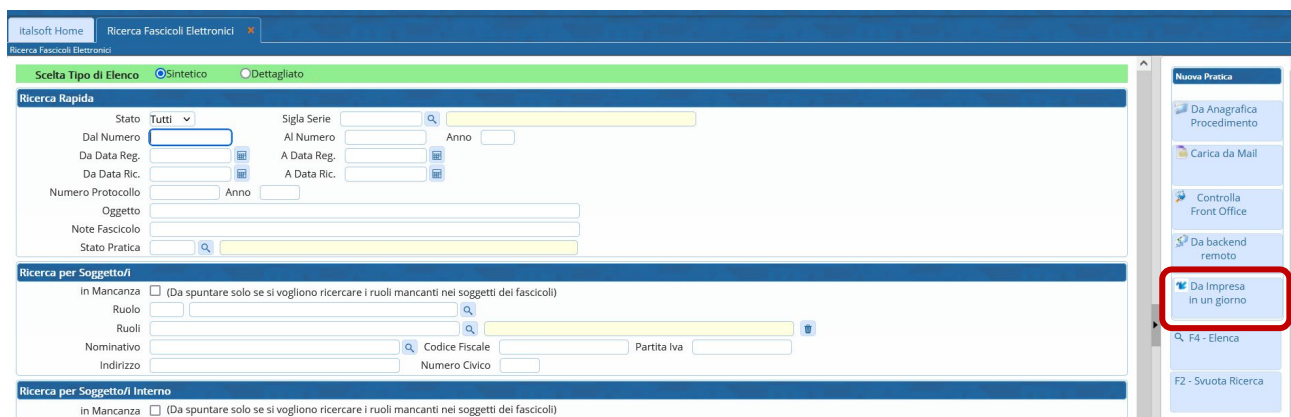 italsoft Home Ricerca Fascicoli Elettronici ×
Ricerca Fascicoli Elettronici
Scelta Tipo di Elenco Sintetico Dettagliato
Ricerca Rapida
Stato Tutti Sigla Serie
Dal Numero Al Numero Anno
Da Data Reg. A Data Reg.
Da Data Ric. A Data Ric.
Numero Protocollo Anno
Oggetto
Note Fascicolo
Stato Pratica
Ricerca per Soggetto/i
in Mancanza (Da spuntare solo se si vogliono ricercare i ruoli mancanti nei soggetti dei fascicoli)
Ruolo
Ruoli
Nominativo Codice Fiscale Partita Iva
Indirizzo Numero Civico
Ricerca per Soggetto/i Interno
in Mancanza (Da spuntare solo se si vogliono ricercare i ruoli mancanti nei soggetti dei fascicoli)
Nuova Pratica
Da Anagrafica
Procedimento
Carica da Mail
Controlla
Front Office
Da backend
remoto
Da Impresa
in un giorno
F4 - Elenca
F2 - Svuota Ricerca